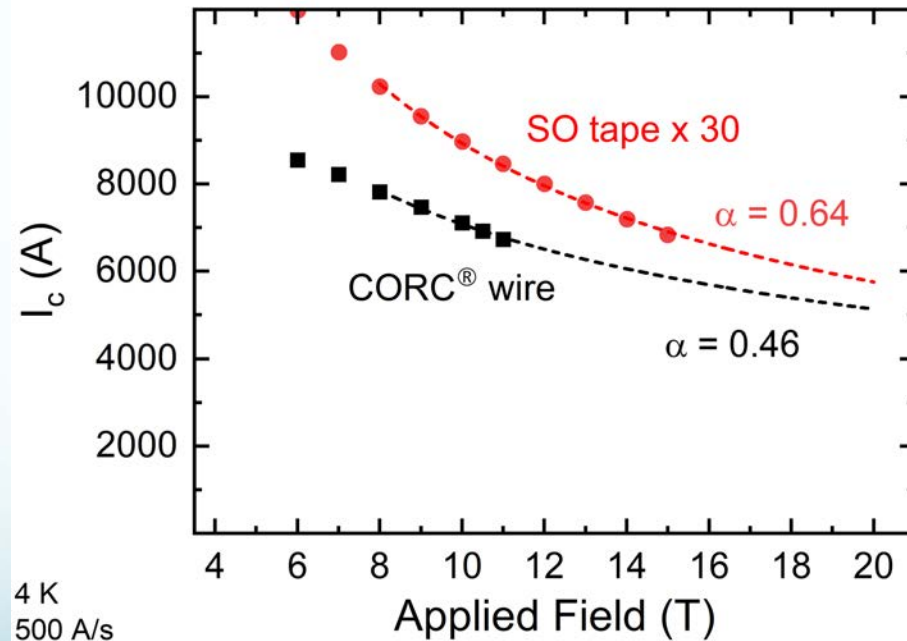 10000
8000
6000
4000
2000
I_c (A)
SO tape x 30
α = 0.64
CORC® wire
α = 0.46
4 6 8 10 12 14 16 18 20
Applied Field (T)
4 K
500 A/s